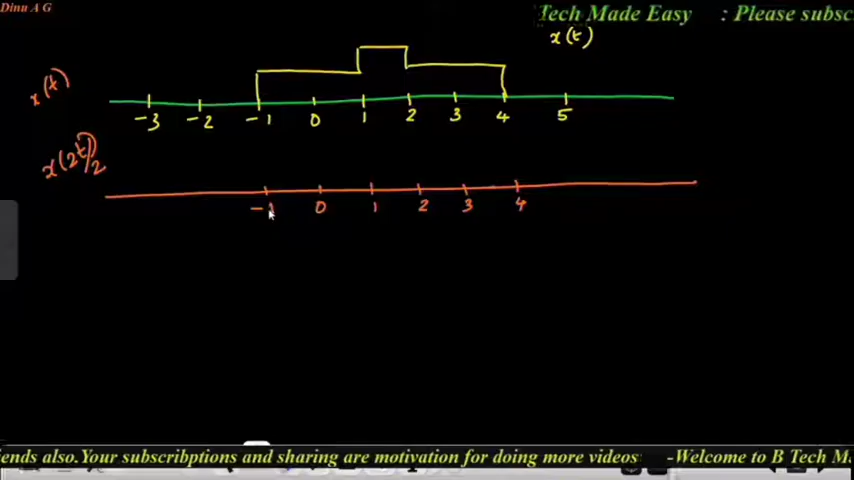 Dinu A G
Tech Made Easy : Please subsc
x(t)
x(t)
-3 -2 -1 0 1 2 3 4 5
x(2t)/2
-1 0 1 2 3 4
ends also.Your subscribptions and sharing are motivation for doing more videos -Welcome to B Tech M